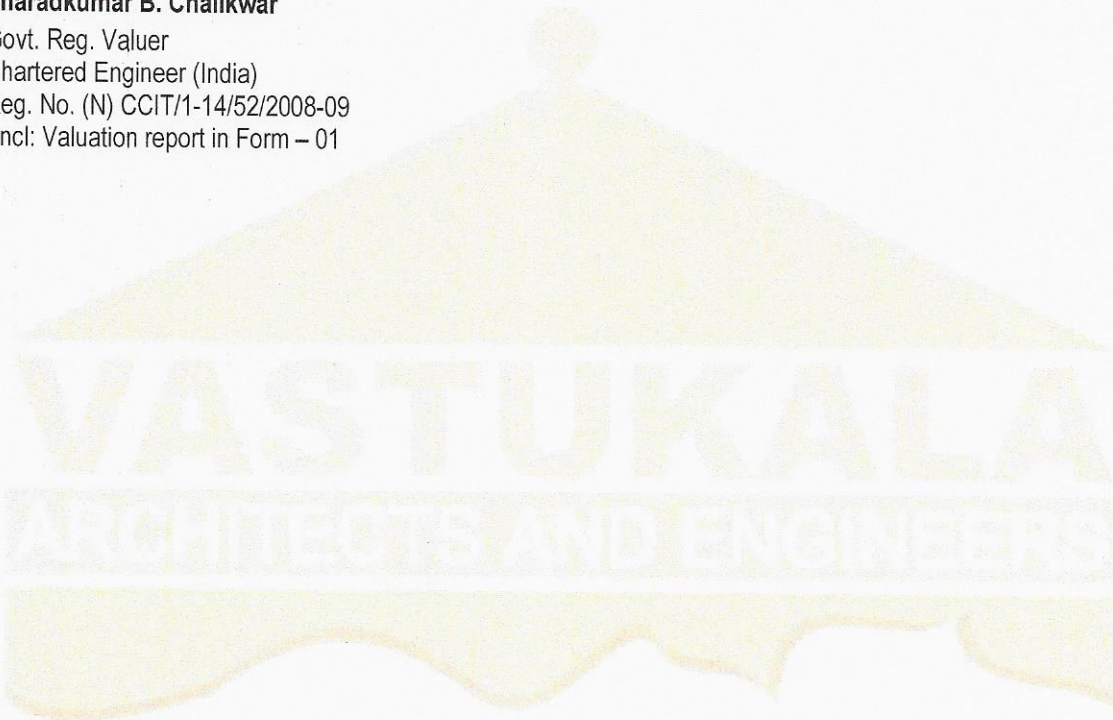 haradkumar B. Chalikwar
ovt. Reg. Valuer
hartered Engineer (India)
eg. No. (N) CCIT/1-14/52/2008-09
ncl: Valuation report in Form – 01
VASTUKALA
ARCHITECTS AND ENGINEERS